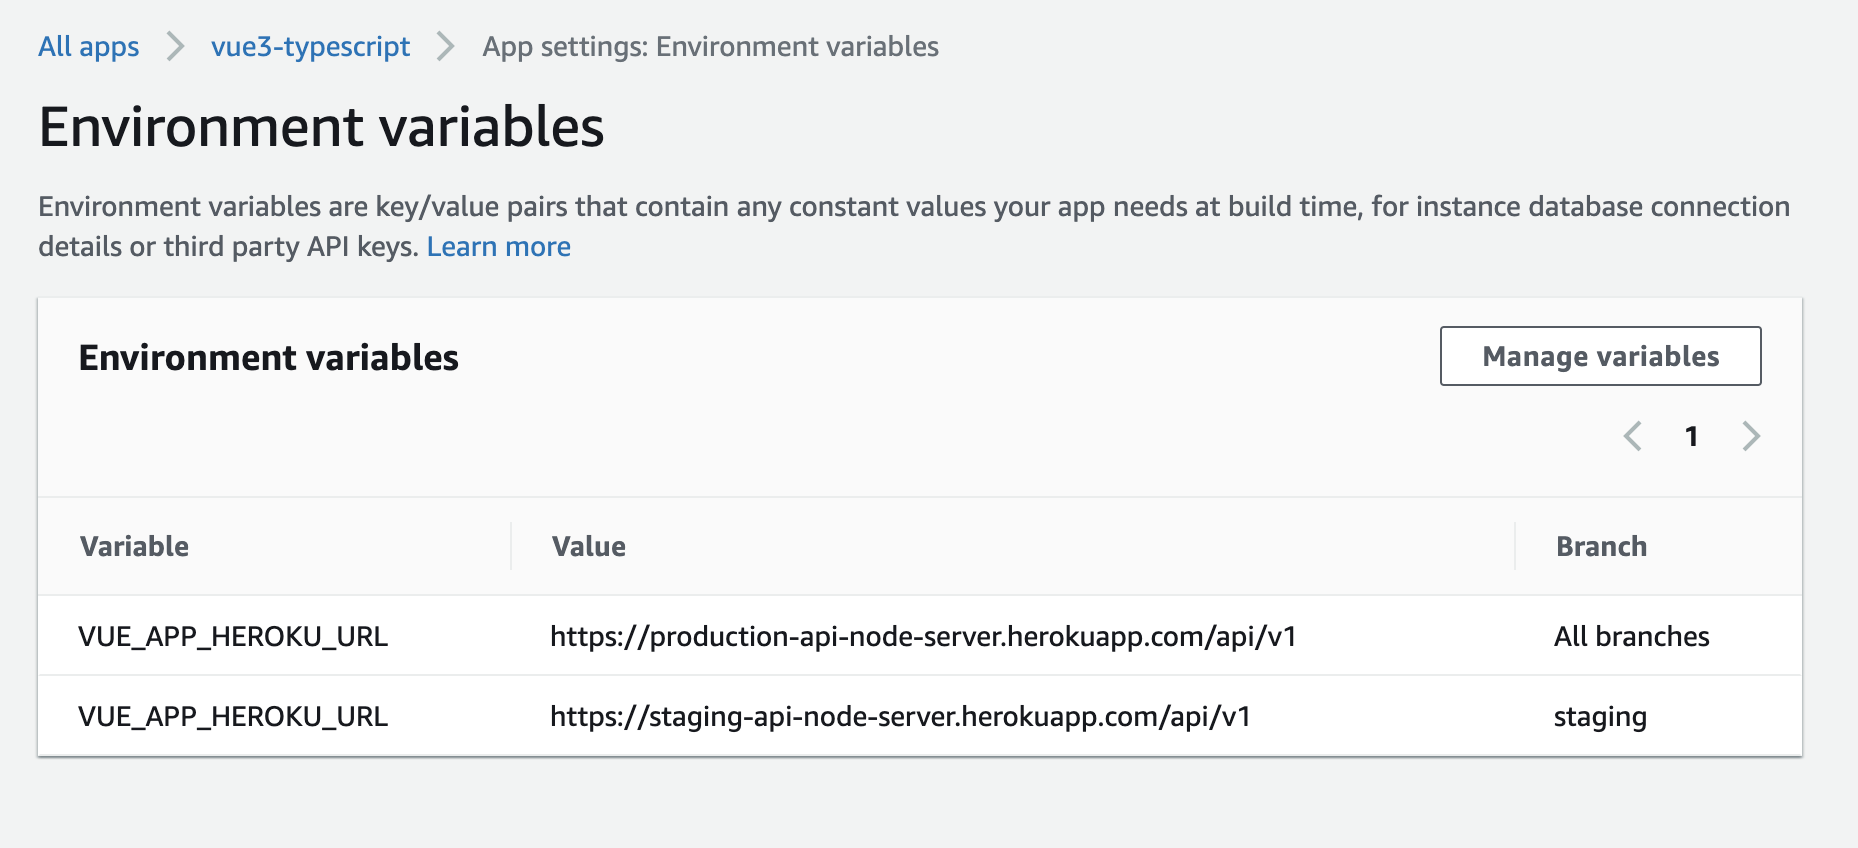 All apps > vue3-typescript > App settings: Environment variables
Environment variables
Environment variables are key/value pairs that contain any constant values your app needs at build time, for instance database connection
details or third party API keys. Learn more
Environment variables
Manage variables
1
Variable Value Branch
VUE_APP_HEROKU_URL https://production-api-node-server.herokuapp.com/api/v1 All branches
VUE_APP_HEROKU_URL https://staging-api-node-server.herokuapp.com/api/v1 staging